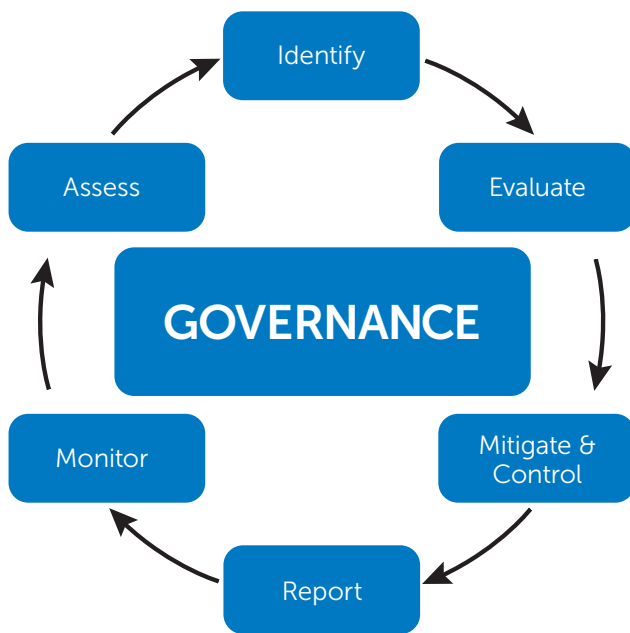 Identify
Evaluate
Mitigate &
Control
Report
Monitor
Assess
GOVERNANCE